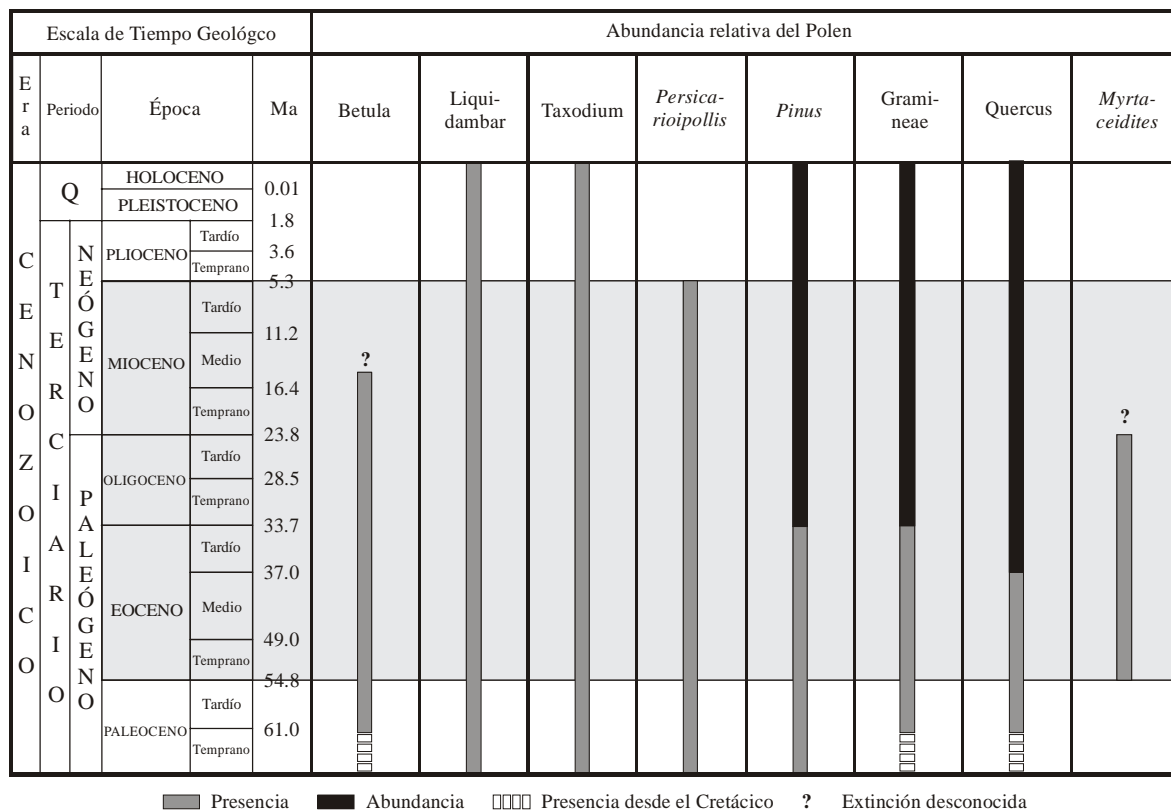 Escala de Tiempo Geológco
Abundancia relativa del Polen
Era
Periodo
Época
Ma
Betula
Liqui-
dambar
Taxodium
Persica-
rioipollis
Pinus
Grami-
neae
Quercus
Myrta-
ceidites
CENOZOICO
Q
TERCIARIO
NEÓGENO
PALEÓGENO
HOLOCENO
0.01
PLEISTOCENO
1.8
PLIOCENO
Tardío
3.6
Temprano
5.3
MIOCENO
Tardío
11.2
Medio
16.4
Temprano
23.8
OLIGOCENO
Tardío
28.5
Temprano
33.7
EOCENO
Tardío
37.0
Medio
49.0
Temprano
54.8
PALEOCENO
Tardío
61.0
Temprano
?
?
Presencia
Abundancia
Presencia desde el Cretácico
? Extinción desconocida